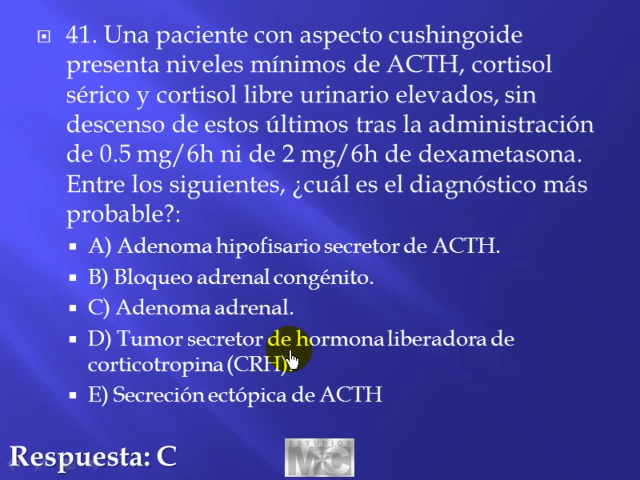 41. Una paciente con aspecto cushingoide
presenta niveles mínimos de ACTH, cortisol
sérico y cortisol libre urinario elevados, sin
descenso de estos últimos tras la administración
de 0.5 mg/6h ni de 2 mg/6h de dexametasona.
Entre los siguientes, ¿cuál es el diagnóstico más
probable?:
A) Adenoma hipofisario secretor de ACTH.
B) Bloqueo adrenal congénito.
C) Adenoma adrenal.
D) Tumor secretor de hormona liberadora de
corticotropina (CRH).
E) Secreción ectópica de ACTH
Respuesta: C
ESTUDIOS
MC